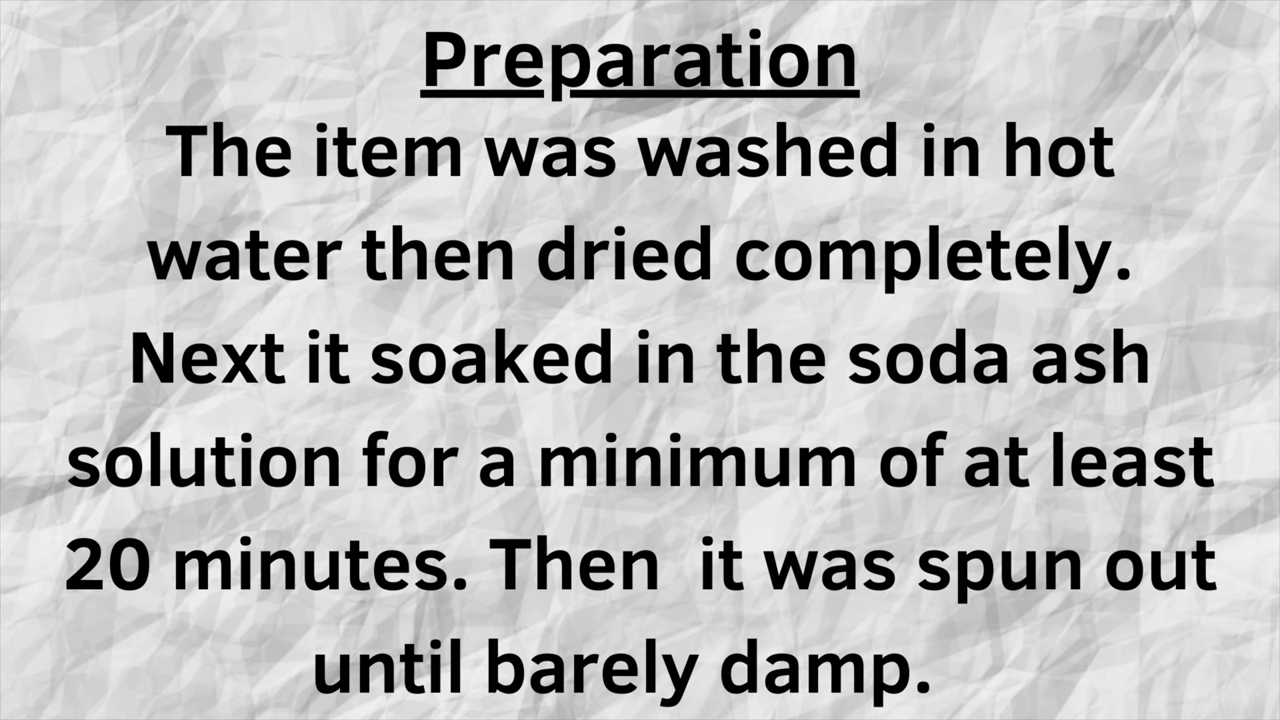 Preparation
The item was washed in hot
water then dried completely.
Next it soaked in the soda ash
solution for a minimum of at least
20 minutes. Then  it was spun out
until barely damp.